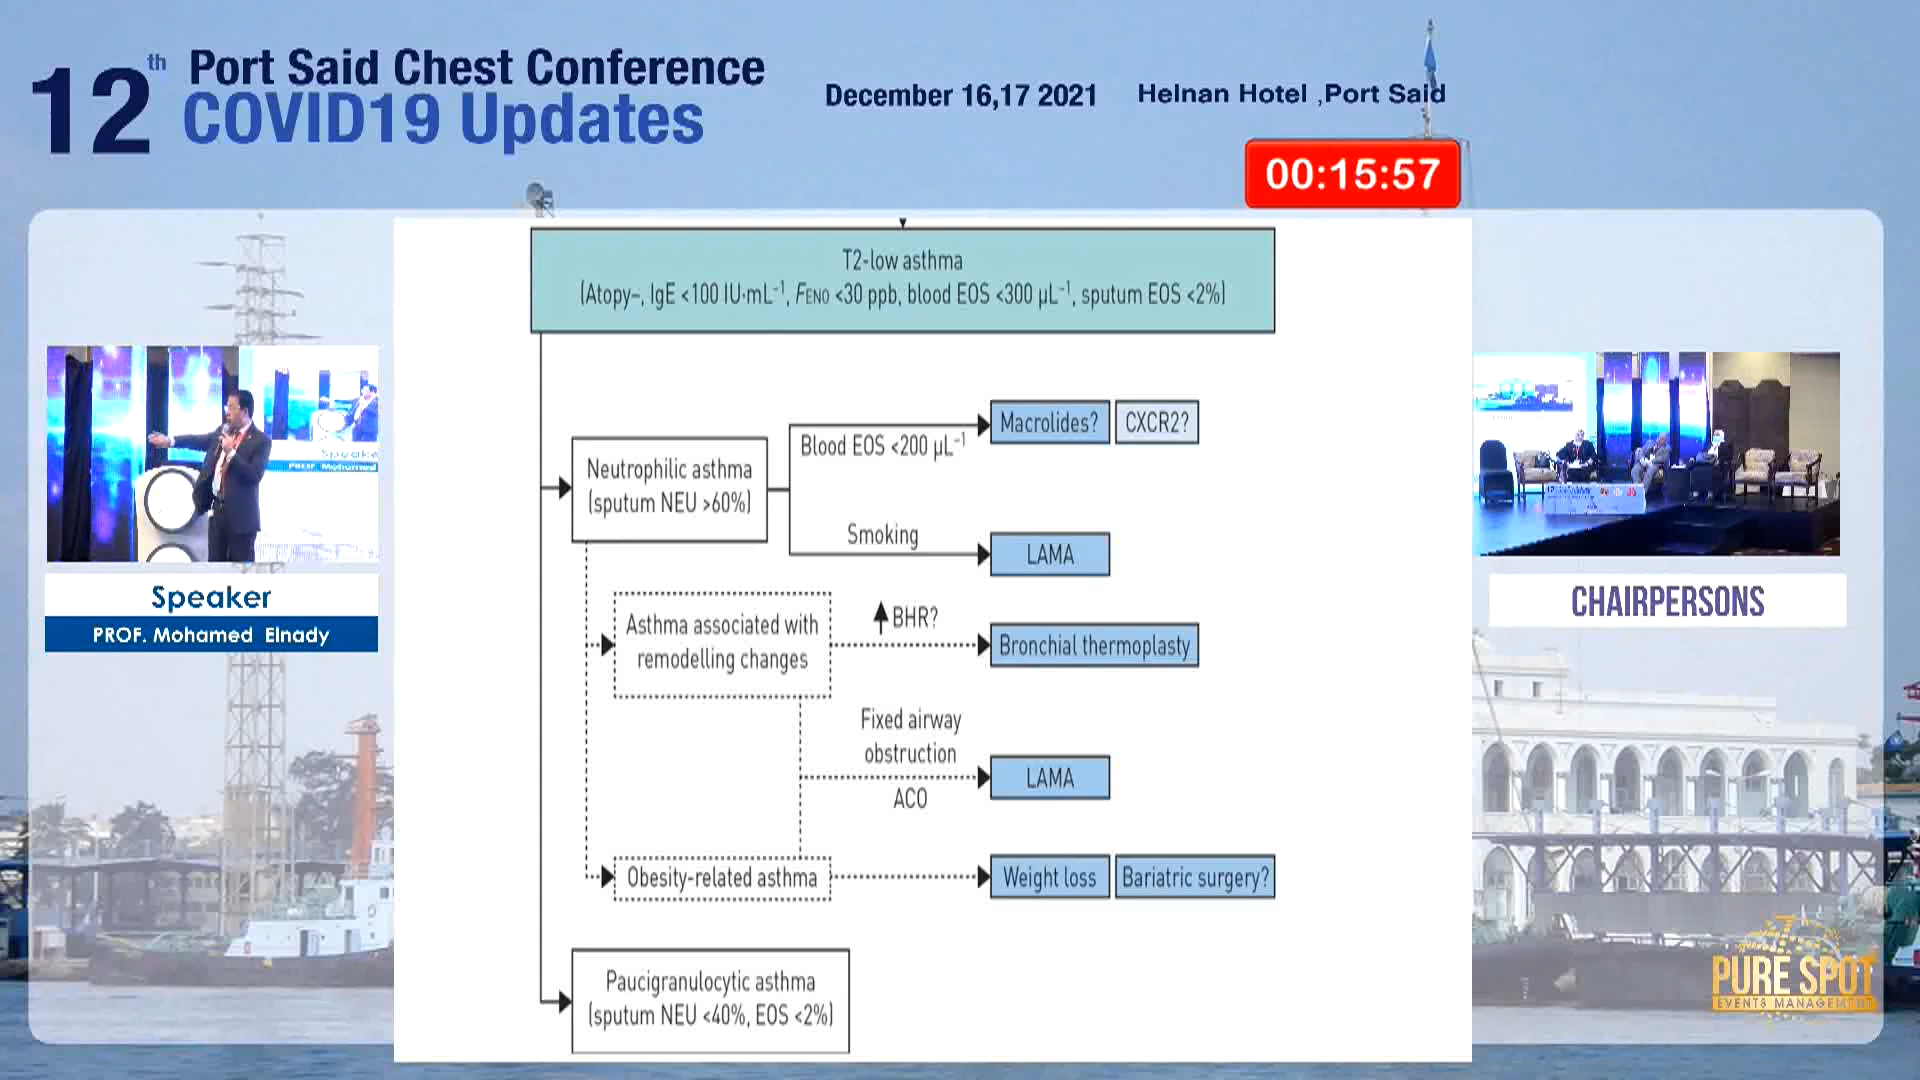 12th Port Said Chest Conference
COVID19 Updates
December 16,17 2021
Helnan Hotel ,Port Said
00:15:57
T2-low asthma
(Atopy–, IgE <100 IU·mL⁻¹, FENO <30 ppb, blood EOS <300 µL⁻¹, sputum EOS <2%)
Neutrophilic asthma
(sputum NEU >60%)
Blood EOS <200 µL⁻¹
Macrolides?
CXCR2?
Smoking
LAMA
Asthma associated with
remodelling changes
BHR?
Bronchial thermoplasty
Fixed airway
obstruction
ACO
LAMA
Obesity-related asthma
Weight loss
Bariatric surgery?
Paucigranulocytic asthma
(sputum NEU <40%, EOS <2%)
Speaker
PROF. Mohamed Elnady
CHAIRPERSONS
PURE SPOT
EVENTS MANAGEMENT